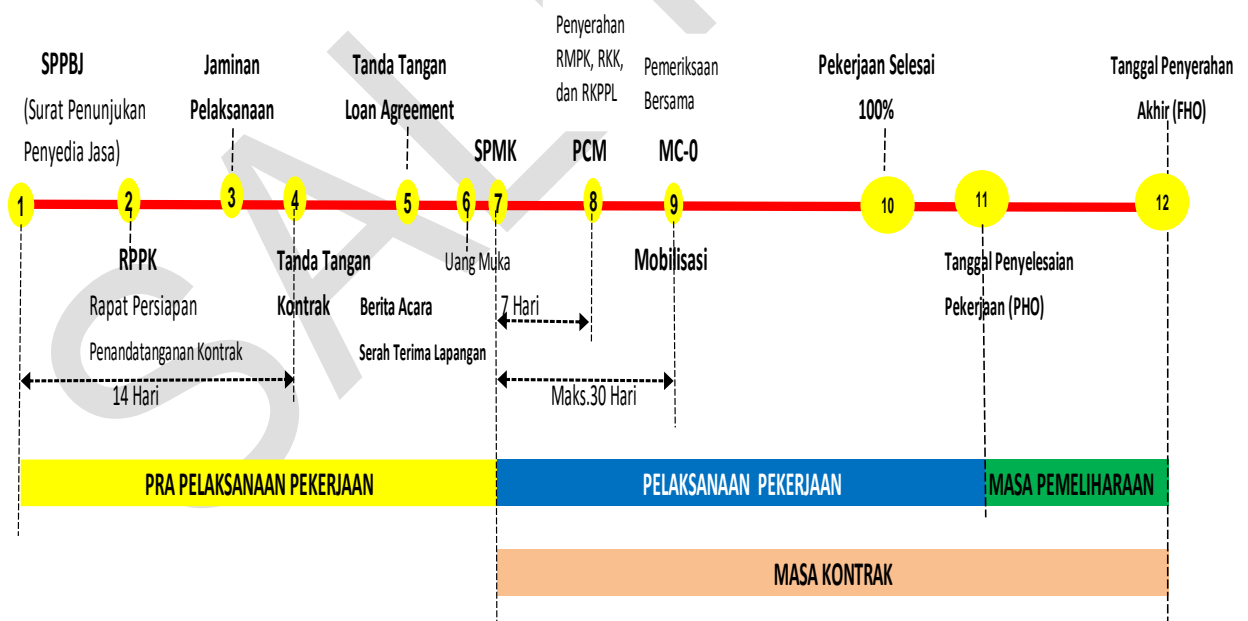 Penyerahan
RMPK, RKK,
dan RKPPL
SPPBJ
(Surat Penunjukan
Penyedia Jasa)
Jaminan
Pelaksanaan
Tanda Tangan
Loan Agreement
SPMK
PCM
Pemeriksaan
Bersama
MC-0
Pekerjaan Selesai
100%
Tanggal Penyerahan
Akhir (FHO)
1
2
3
4
5
6
7
8
9
10
11
12
RPPK
Rapat Persiapan
Penandatanganan Kontrak
Tanda Tangan
Kontrak
Berita Acara
Serah Terima Lapangan
Uang Muka
7 Hari
Mobilisasi
Tanggal Penyelesaian
Pekerjaan (PHO)
14 Hari
Maks.30 Hari
PRA PELAKSANAAN PEKERJAAN
PELAKSANAAN PEKERJAAN
MASA PEMELIHARAAN
MASA KONTRAK